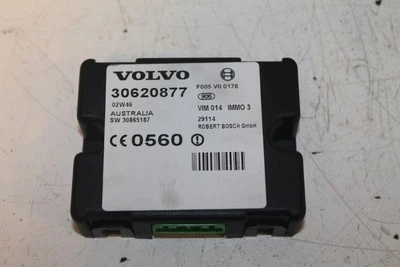 VOLVO
30620877
02W46
AUSTRALIA
SW 30865187
CE 0560
F005 V0 0178
VIM 014 IMMO 3
29114
ROBERT BOSCH GmbH